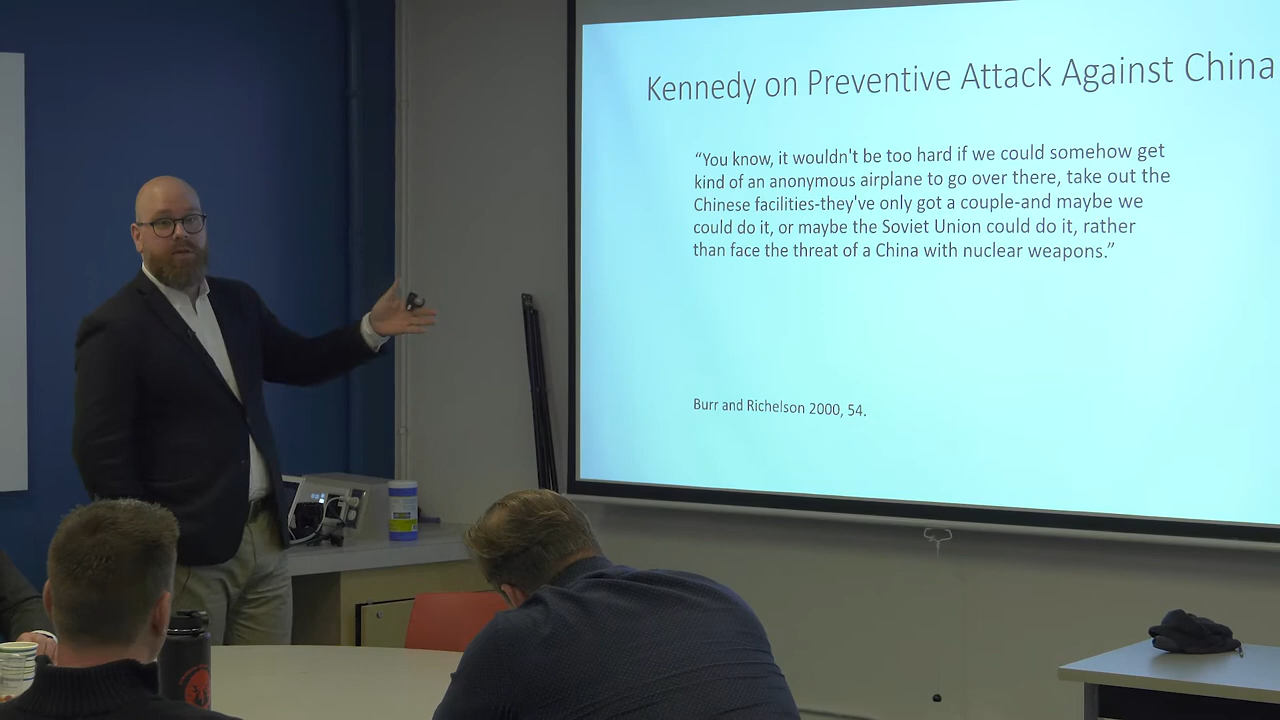 Kennedy on Preventive Attack Against China
“You know, it wouldn't be too hard if we could somehow get
kind of an anonymous airplane to go over there, take out the
Chinese facilities-they've only got a couple-and maybe we
could do it, or maybe the Soviet Union could do it, rather
than face the threat of a China with nuclear weapons.”
Burr and Richelson 2000, 54.